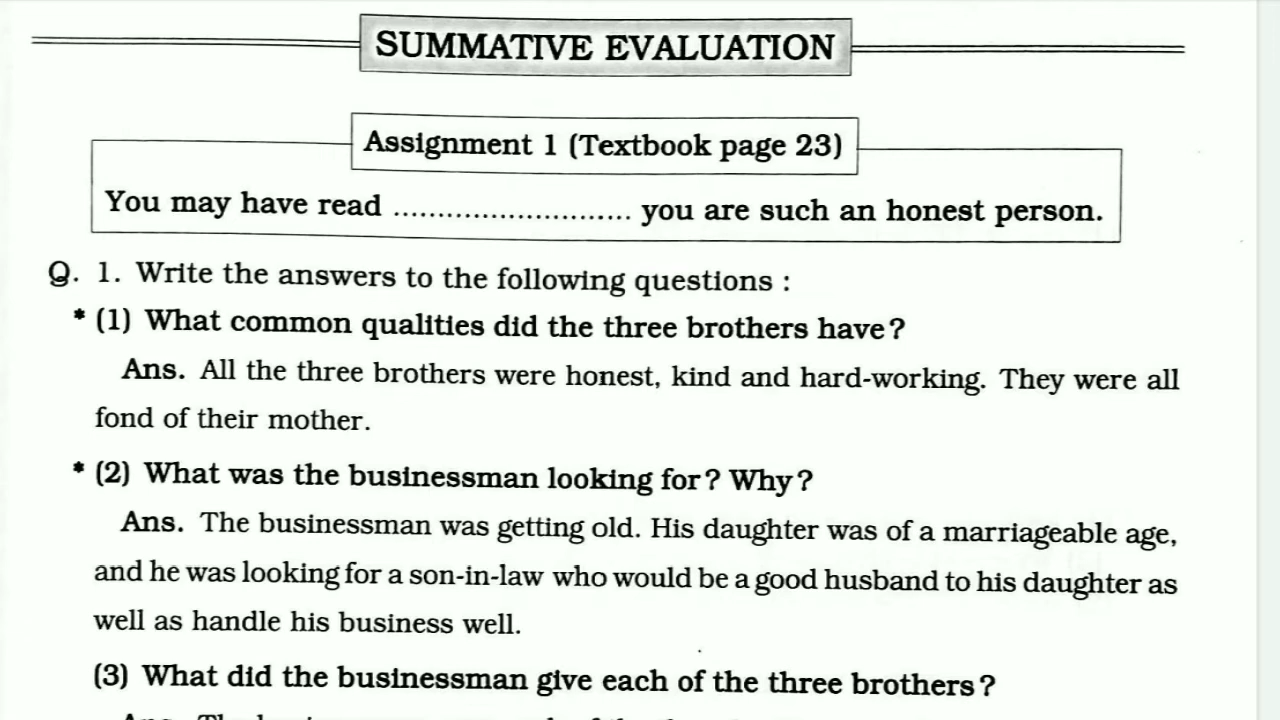 SUMMATIVE EVALUATION
Assignment 1 (Textbook page 23)
You may have read ........................... you are such an honest person.
Q. 1. Write the answers to the following questions :
* (1) What common qualities did the three brothers have?
Ans. All the three brothers were honest, kind and hard-working. They were all
fond of their mother.
* (2) What was the businessman looking for? Why?
Ans. The businessman was getting old. His daughter was of a marriageable age,
and he was looking for a son-in-law who would be a good husband to his daughter as
well as handle his business well.
(3) What did the businessman give each of the three brothers?